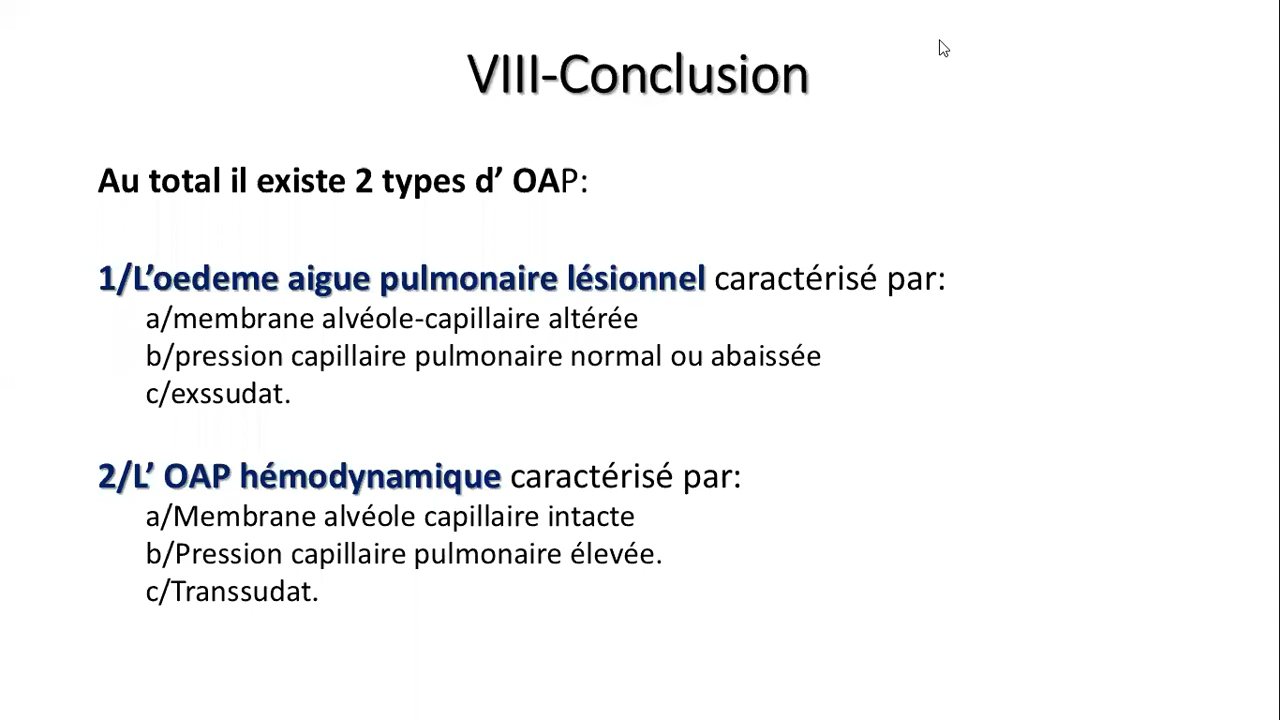 VIII-Conclusion
Au total il existe 2 types d’ OAP:
1/L’oedeme aigue pulmonaire lésionnel caractérisé par:
a/membrane alvéole-capillaire altérée
b/pression capillaire pulmonaire normal ou abaissée
c/exssudat.
2/L’ OAP hémodynamique caractérisé par:
a/Membrane alvéole capillaire intacte
b/Pression capillaire pulmonaire élevée.
c/Transsudat.